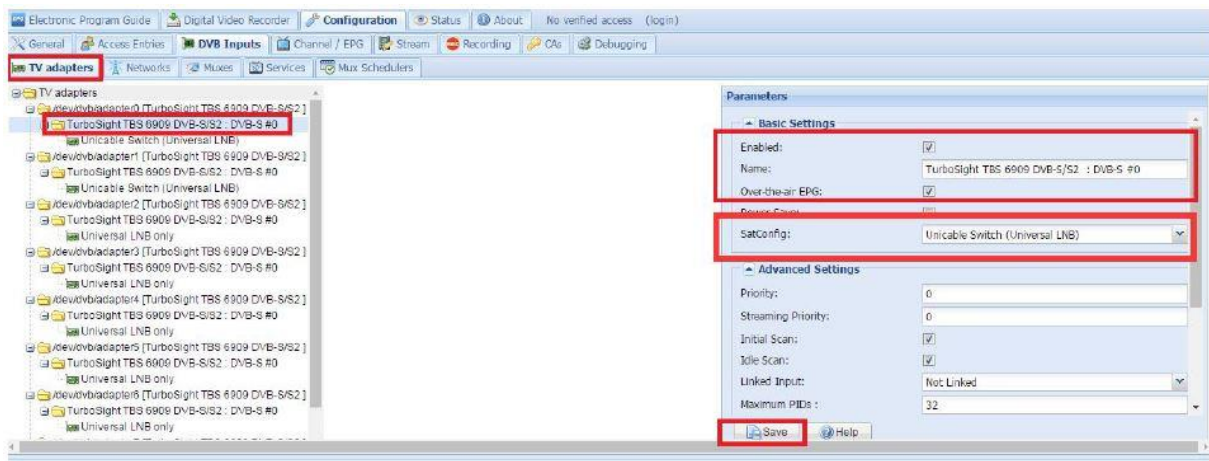 Electronic Program Guide Digital Video Recorder Configuration Status About No verified access (login)
General Access Entries DVB Inputs Channel / EPG Stream Recording CAs Debugging
TV adapters Networks Muxes Services Mux Schedulers
TV adapters
/dev/dvb/adapter0 [TurboSight TBS 6909 DVB-S/S2 ]
TurboSight TBS 6909 DVB-S/S2 : DVB-S #0
Unicable Switch (Universal LNB)
/dev/dvb/adapter1 [TurboSight TBS 6909 DVB-S/S2 ]
TurboSight TBS 6909 DVB-S/S2 : DVB-S #0
Unicable Switch (Universal LNB)
/dev/dvb/adapter2 [TurboSight TBS 6909 DVB-S/S2 ]
TurboSight TBS 6909 DVB-S/S2 : DVB-S #0
Universal LNB only
/dev/dvb/adapter3 [TurboSight TBS 6909 DVB-S/S2 ]
TurboSight TBS 6909 DVB-S/S2 : DVB-S #0
Universal LNB only
/dev/dvb/adapter4 [TurboSight TBS 6909 DVB-S/S2 ]
TurboSight TBS 6909 DVB-S/S2 : DVB-S #0
Universal LNB only
/dev/dvb/adapter5 [TurboSight TBS 6909 DVB-S/S2 ]
TurboSight TBS 6909 DVB-S/S2 : DVB-S #0
Universal LNB only
/dev/dvb/adapter6 [TurboSight TBS 6909 DVB-S/S2 ]
TurboSight TBS 6909 DVB-S/S2 : DVB-S #0
Universal LNB only
Parameters
Basic Settings
Enabled:
Name: TurboSight TBS 6909 DVB-S/S2 : DVB-S #0
Over-the-air EPG:
Power Save:
SatConfig: Unicable Switch (Universal LNB)
Advanced Settings
Priority: 0
Streaming Priority: 0
Initial Scan:
Idle Scan:
Linked Input: Not Linked
Maximum PIDs : 32
Save Help